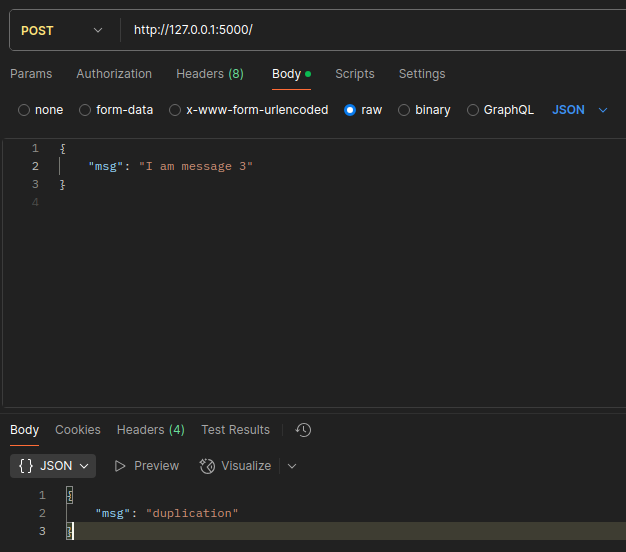 POST http://127.0.0.1:5000/
Params Authorization Headers (8) Body Scripts Settings
none form-data x-www-form-urlencoded raw binary GraphQL JSON
1 {
2 "msg": "I am message 3"
3 }
4
Body Cookies Headers (4) Test Results
{} JSON Preview Visualize
1 {
2 "msg": "duplication"
3 }